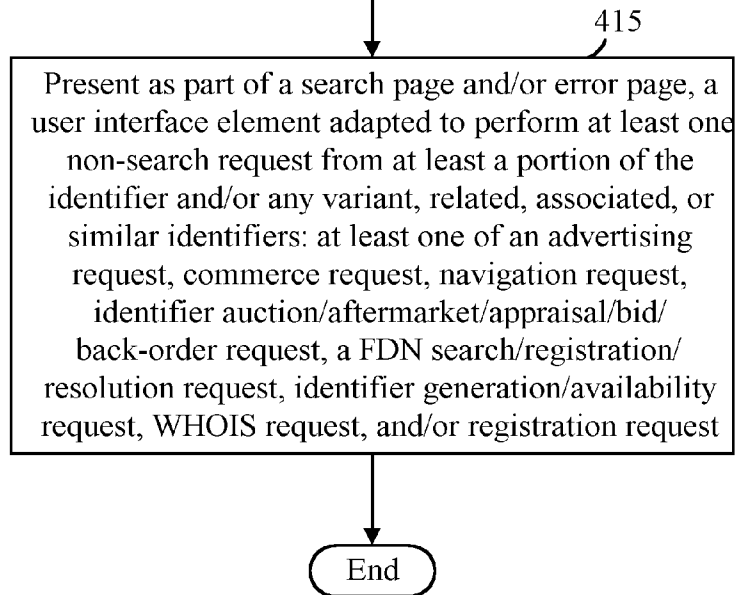 415
Present as part of a search page and/or error page, a
user interface element adapted to perform at least one
non-search request from at least a portion of the
identifier and/or any variant, related, associated, or
similar identifiers: at least one of an advertising
request, commerce request, navigation request,
identifier auction/aftermarket/appraisal/bid/
back-order request, a FDN search/registration/
resolution request, identifier generation/availability
request, WHOIS request, and/or registration request
End